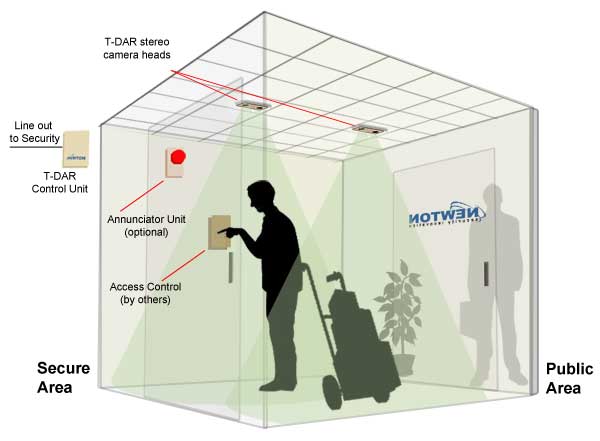 T-DAR stereo
camera heads
Line out
to Security
NEWTON
T-DAR
Control Unit
Annunciator Unit
(optional)
Access Control
(by others)
NEWTON
Secure
Area
Public
Area